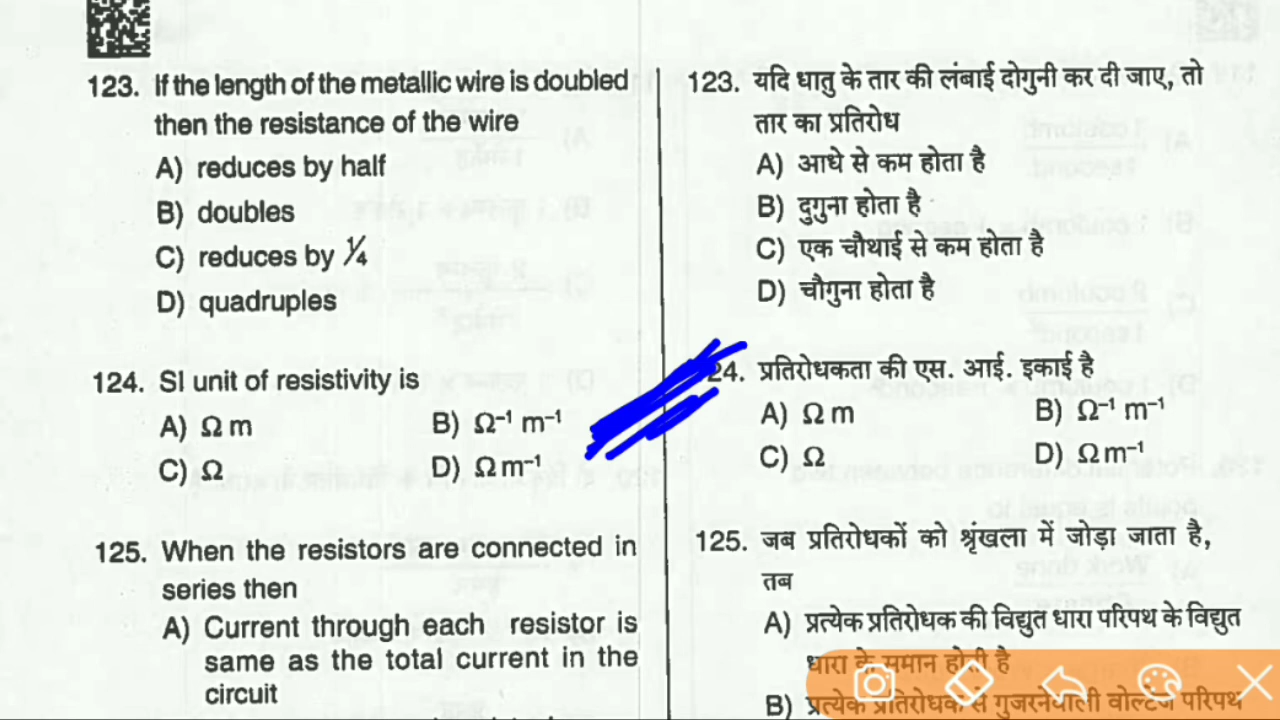 123. If the length of the metallic wire is doubled
then the resistance of the wire
A) reduces by half
B) doubles
C) reduces by ¼
D) quadruples
124. SI unit of resistivity is
A) Ω m
B) Ω⁻¹ m⁻¹
C) Ω
D) Ω m⁻¹
125. When the resistors are connected in
series then
A) Current through each resistor is
same as the total current in the
circuit
123. यदि धातु के तार की लंबाई दोगुनी कर दी जाए, तो
तार का प्रतिरोध
A) आधे से कम होता है
B) दुगुना होता है
C) एक चौथाई से कम होता है
D) चौगुना होता है
24. प्रतिरोधकता की एस. आई. इकाई है
A) Ω m
B) Ω⁻¹ m⁻¹
C) Ω
D) Ω m⁻¹
125. जब प्रतिरोधकों को श्रृंखला में जोड़ा जाता है,
तब
A) प्रत्येक प्रतिरोधक की विद्युत धारा परिपथ के विद्युत
धारा के समान होती है
B) प्रत्येक प्रतिरोधक से गुजरनेवाली वोल्टेज परिपथ